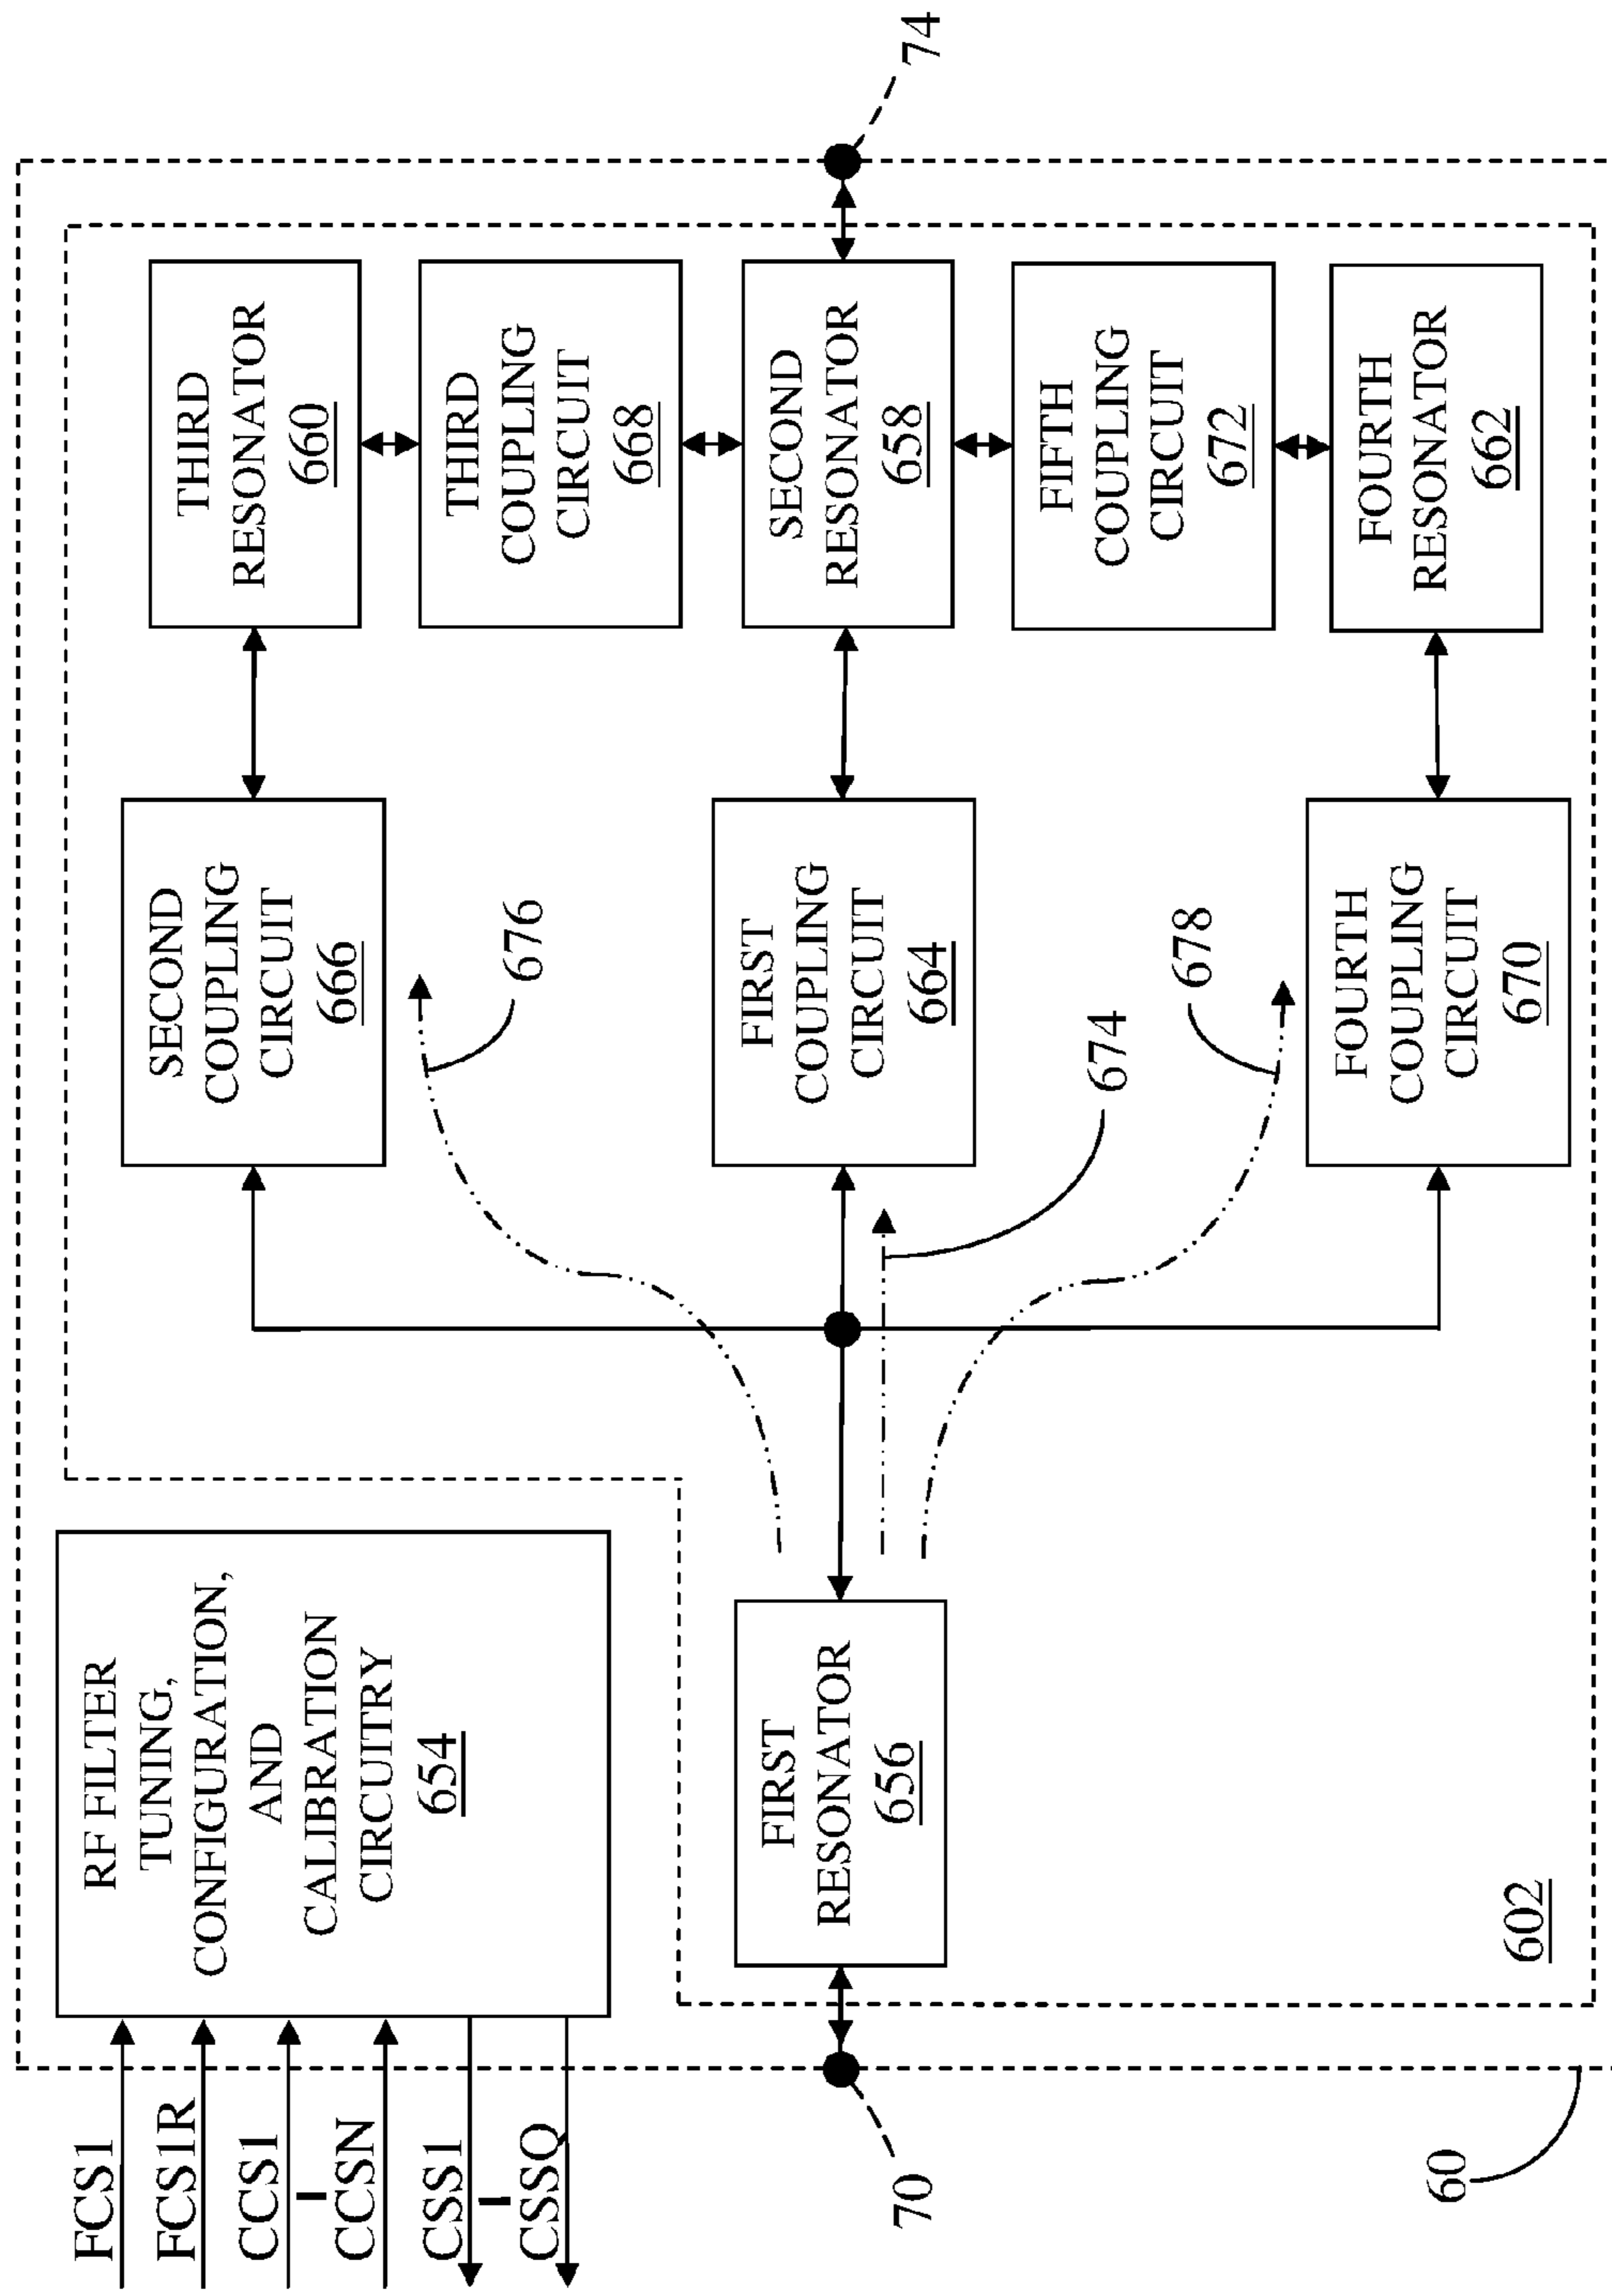 FCS1
FCS1R
CCS1
CCSN
CSS1
CSSQ
RF FILTER
TUNING,
CONFIGURATION,
AND
CALIBRATION
CIRCUITRY
654
SECOND
COUPLING
CIRCUIT
666
THIRD
RESONATOR
660
676
THIRD
COUPLING
CIRCUIT
668
70
FIRST
RESONATOR
656
FIRST
COUPLING
CIRCUIT
664
SECOND
RESONATOR
658
74
674
678
FIFTH
COUPLING
CIRCUIT
672
FOURTH
COUPLING
CIRCUIT
670
FOURTH
RESONATOR
662
602
60